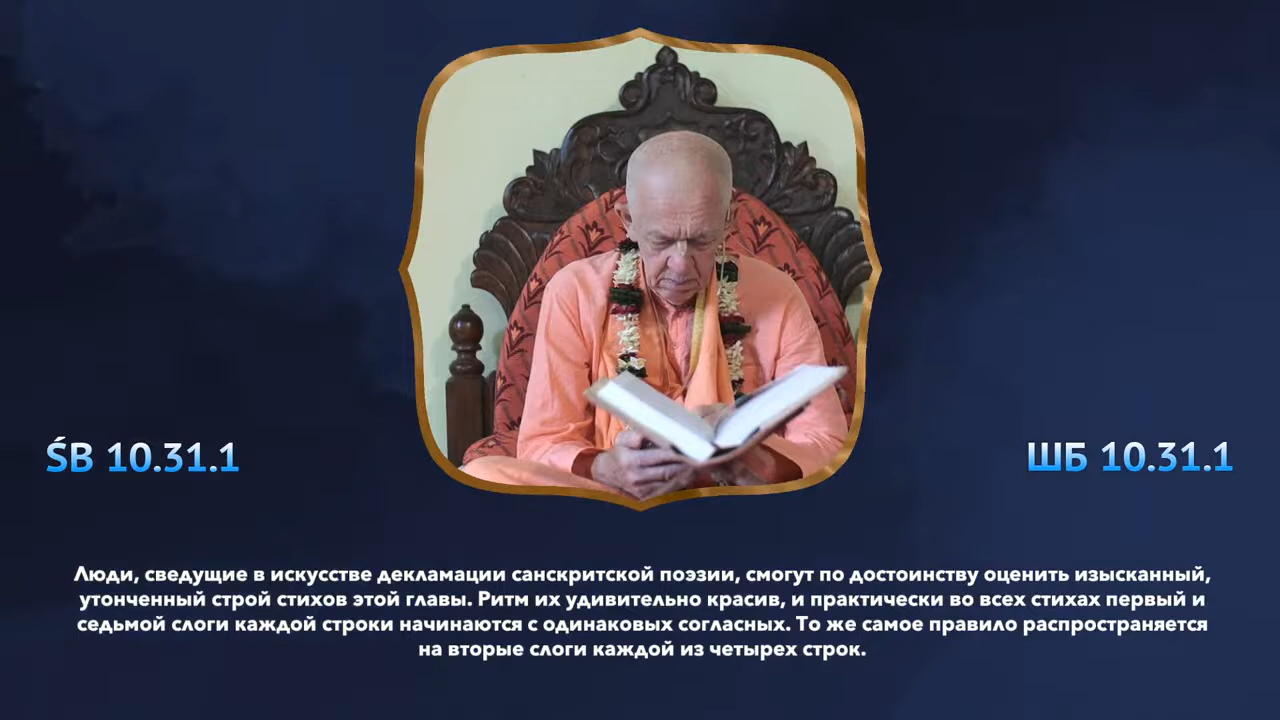 ŚB 10.31.1
ШБ 10.31.1
Люди, сведущие в искусстве декламации санскритской поэзии, смогут по достоинству оценить изысканный,
утонченный строй стихов этой главы. Ритм их удивительно красив, и практически во всех стихах первый и
седьмой слоги каждой строки начинаются с одинаковых согласных. То же самое правило распространяется
на вторые слоги каждой из четырех строк.